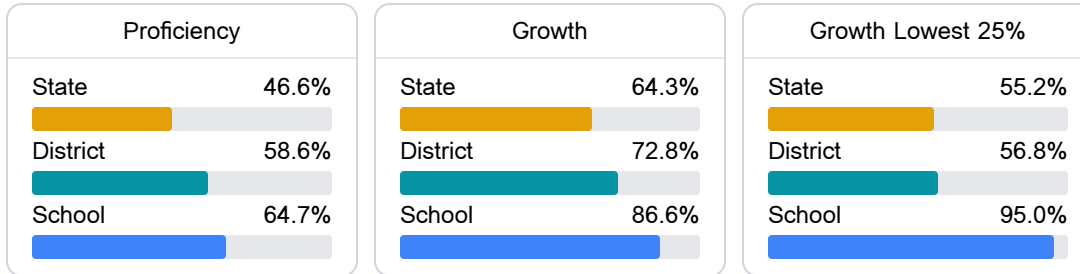 Proficiency
State 46.6%
District 58.6%
School 64.7%
Growth
State 64.3%
District 72.8%
School 86.6%
Growth Lowest 25%
State 55.2%
District 56.8%
School 95.0%